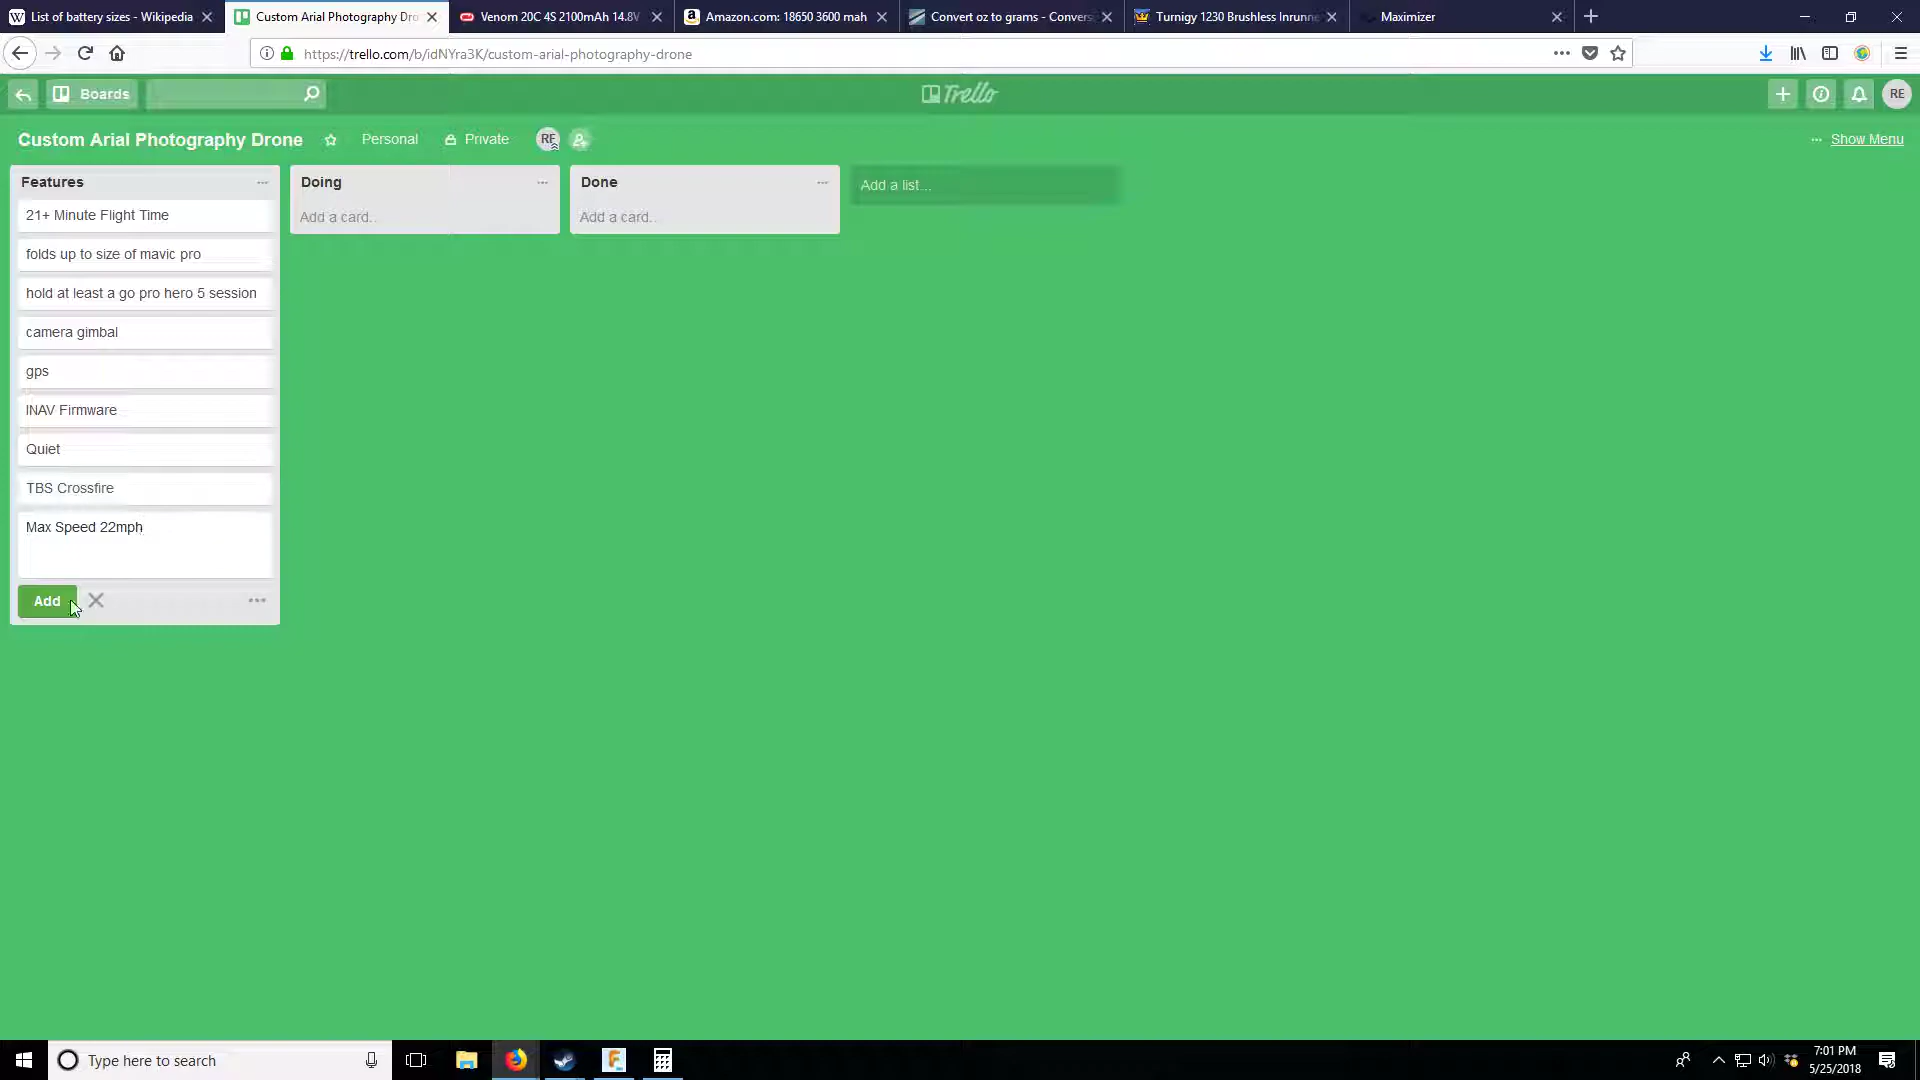 List of battery sizes - Wikipedia
Custom Arial Photography Dro
Venom 20C 4S 2100mAh 14.8V
Amazon.com: 18650 3600 mah
Convert oz to grams - Convers
Turnigy 1230 Brushless Inrunne
Maximizer
https://trello.com/b/idNYra3K/custom-arial-photography-drone
Boards
Trello
RE
Custom Arial Photography Drone
Personal
Private
RE
Show Menu
Features
Doing
Done
Add a list...
21+ Minute Flight Time
Add a card...
Add a card...
folds up to size of mavic pro
hold at least a go pro hero 5 session
camera gimbal
gps
INAV Firmware
Quiet
TBS Crossfire
Max Speed 22mph
Add
Type here to search
7:01 PM
5/25/2018